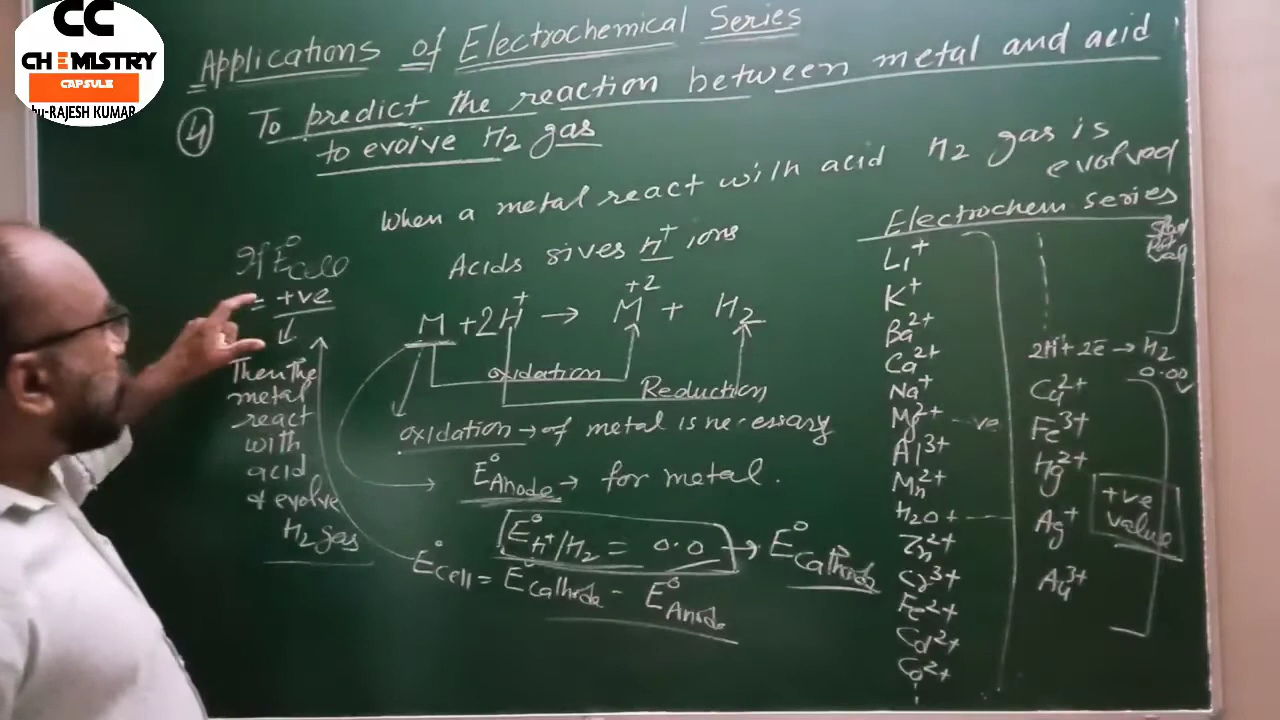 CC
CHEMISTRY
CAPSULE
by-RAJESH KUMAR
Applications of Electrochemical Series
(4) To predict the reaction between metal and acid
to evolve H₂ gas
When a metal react with acid H₂ gas is
evolved
Acids gives H⁺ ions
M + 2H⁺ → M⁺² + H₂
oxidation
Reduction
oxidation → of metal is necessary
E°Anode → for metal.
E°H⁺/H₂ = 0.0 → E°Cathode
E°Cell = E°Cathode - E°Anode
If E°Cell
= +ve
Then the
metal
react
with
acid
& evolve
H₂ gas
Electrochem series
Li⁺
K⁺
Ba²⁺
Ca²⁺
Na⁺
Mg²⁺ -ve
Al³⁺
Mn²⁺
H₂O +
Zn²⁺
Cr³⁺
Fe²⁺
Cd²⁺
Co²⁺
2H⁺ + 2e⁻ → H₂
0.00
Cu²⁺
Fe³⁺
Hg²⁺
Ag⁺
Au³⁺
+ve
value